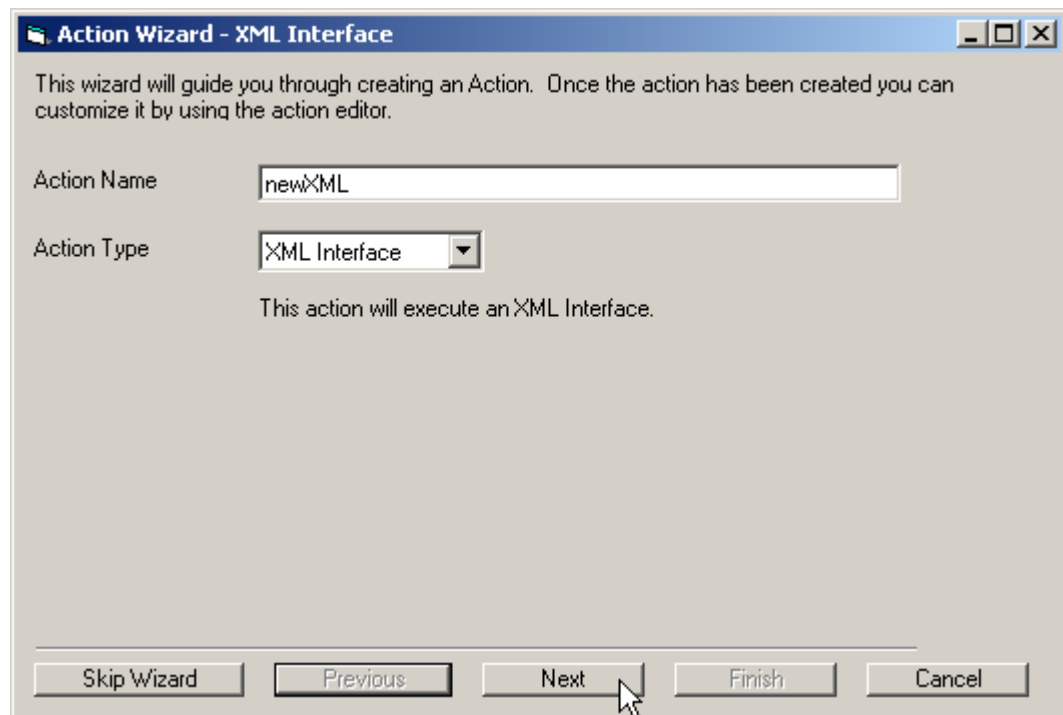 Action Wizard - XML Interface
This wizard will guide you through creating an Action.  Once the action has been created you can
customize it by using the action editor.
Action Name newXML
Action Type XML Interface
This action will execute an XML Interface.
Skip Wizard Previous Next Finish Cancel